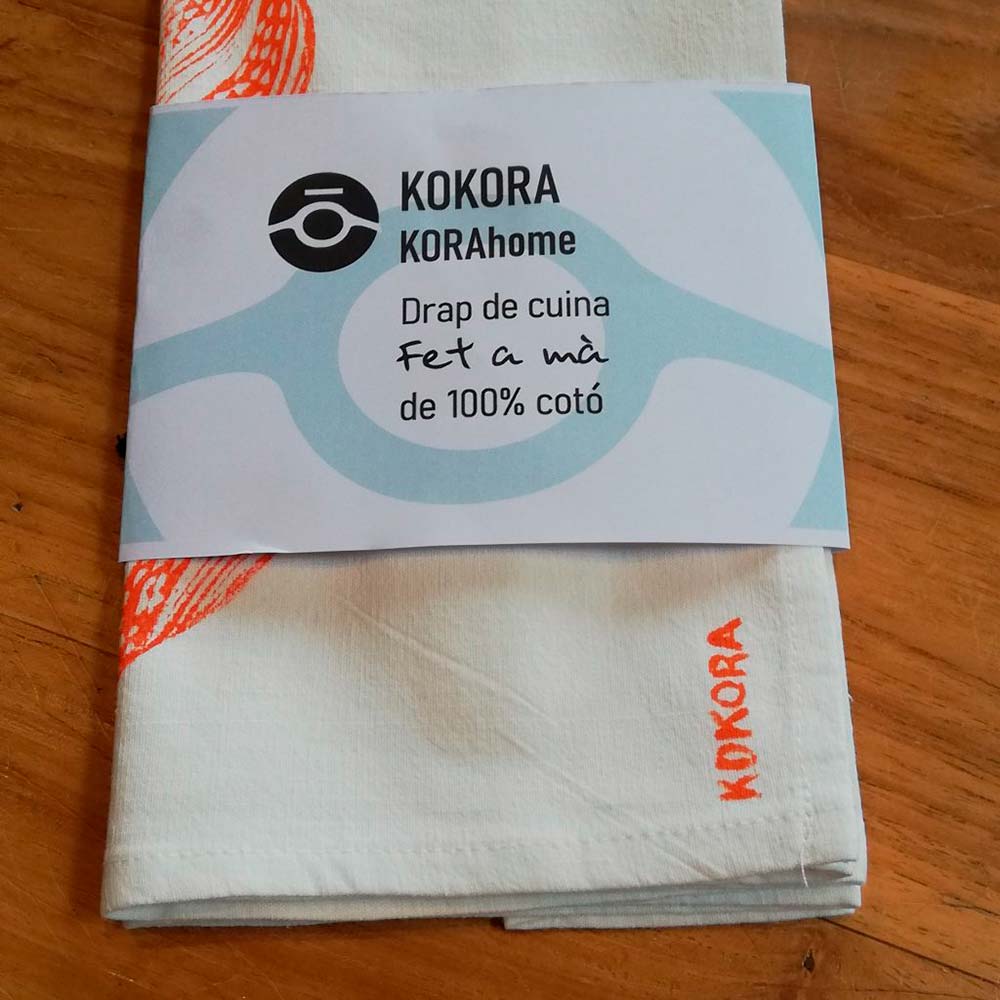 KOKORA
KORAhome
Drap de cuina
Fet a mà
de 100% cotó
KOKORA